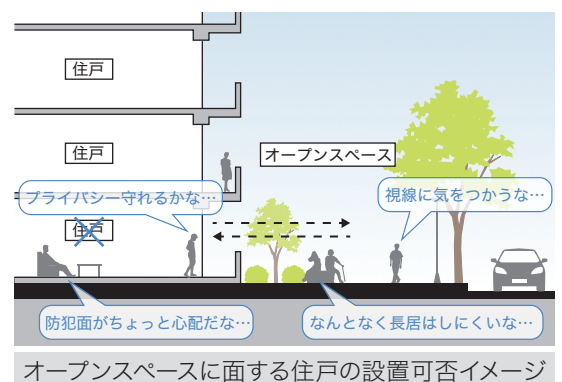 住戸
住戸
オープンスペース
プライバシー守れるかな…
視線に気をつかうな…
住戸
防犯面がちょっと心配だな…
なんとなく長居はしにくいな…
オープンスペースに面する住戸の設置可否イメージ